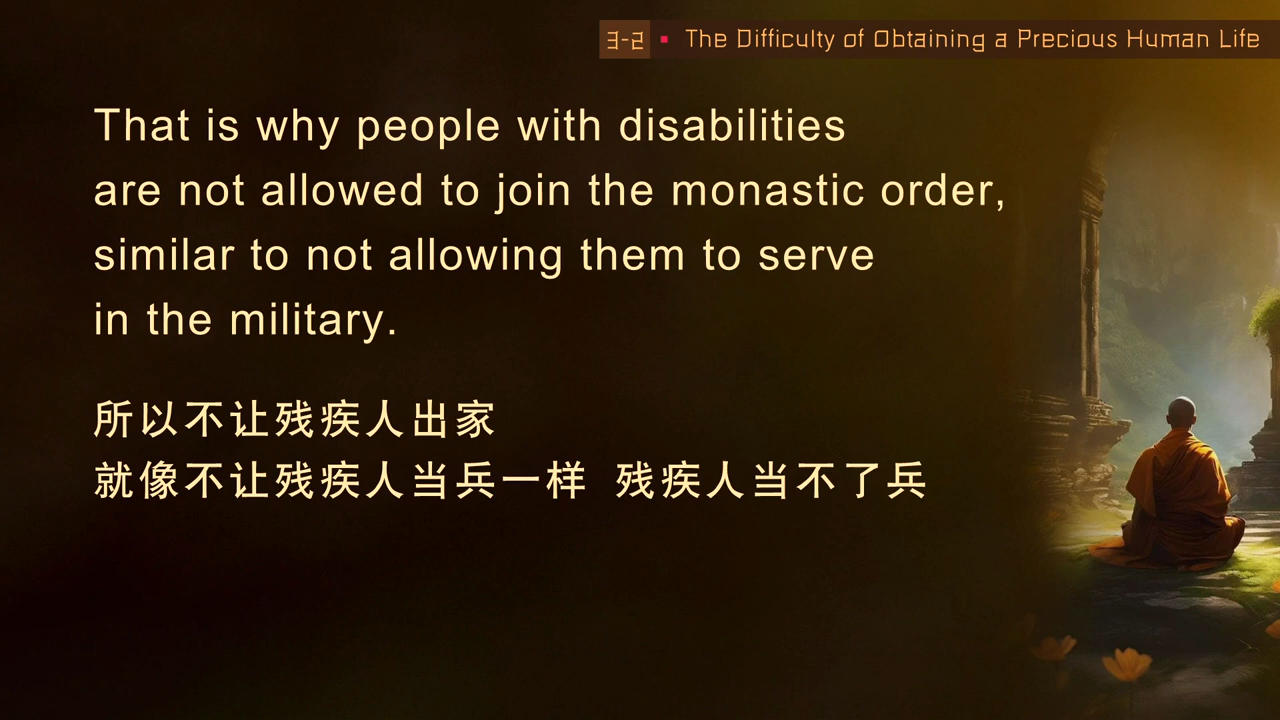 3-2 ▪ The Difficulty of Obtaining a Precious Human Life
That is why people with disabilities
are not allowed to join the monastic order,
similar to not allowing them to serve
in the military.
所以不让残疾人出家
就像不让残疾人当兵一样 残疾人当不了兵